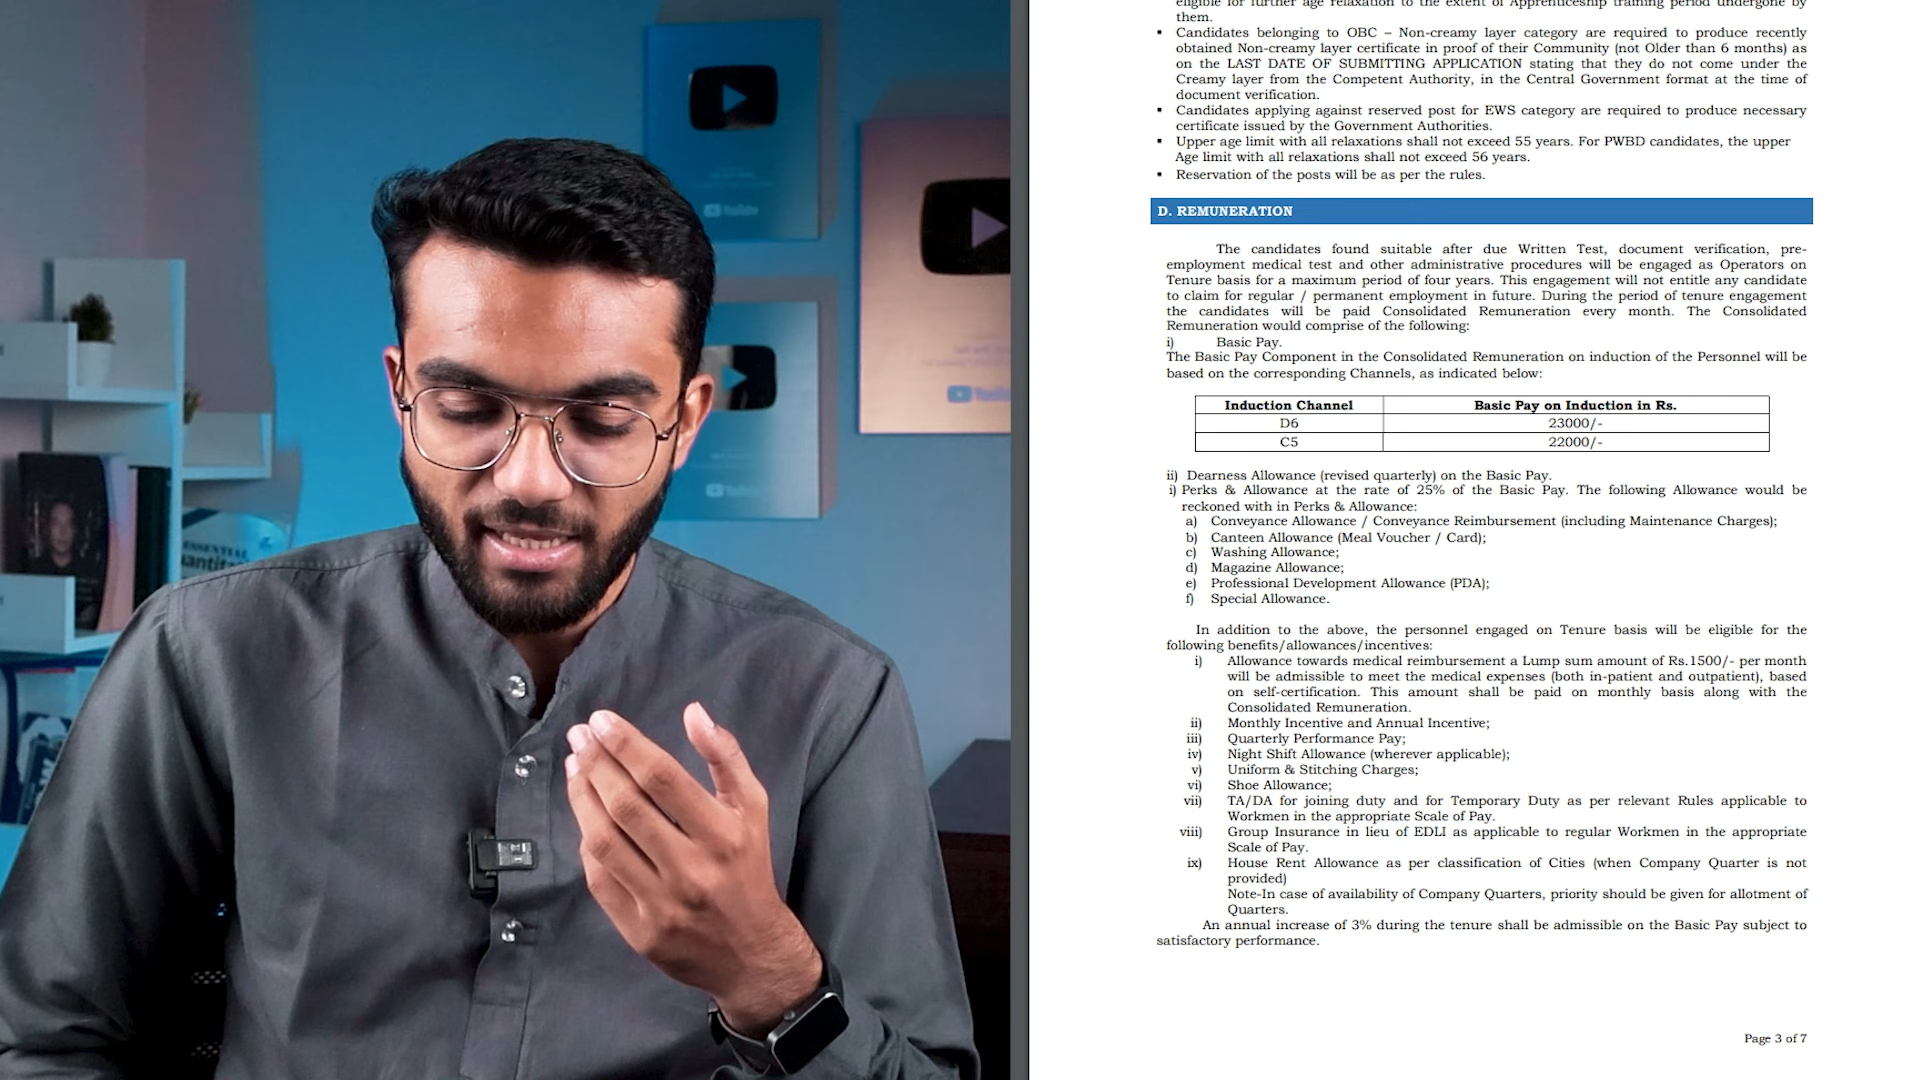 eligible for further age relaxation to the extent of Apprenticeship training period undergone by
them.
▪ Candidates belonging to OBC – Non-creamy layer category are required to produce recently
obtained Non-creamy layer certificate in proof of their Community (not Older than 6 months) as
on the LAST DATE OF SUBMITTING APPLICATION stating that they do not come under the
Creamy layer from the Competent Authority, in the Central Government format at the time of
document verification.
▪ Candidates applying against reserved post for EWS category are required to produce necessary
certificate issued by the Government Authorities.
▪ Upper age limit with all relaxations shall not exceed 55 years. For PWBD candidates, the upper
Age limit with all relaxations shall not exceed 56 years.
▪ Reservation of the posts will be as per the rules.
D. REMUNERATION
The candidates found suitable after due Written Test, document verification, pre-
employment medical test and other administrative procedures will be engaged as Operators on
Tenure basis for a maximum period of four years. This engagement will not entitle any candidate
to claim for regular / permanent employment in future. During the period of tenure engagement
the candidates will be paid Consolidated Remuneration every month. The Consolidated
Remuneration would comprise of the following:
i) Basic Pay.
The Basic Pay Component in the Consolidated Remuneration on induction of the Personnel will be
based on the corresponding Channels, as indicated below:
Induction Channel Basic Pay on Induction in Rs.
D6 23000/-
C5 22000/-
ii) Dearness Allowance (revised quarterly) on the Basic Pay.
i) Perks & Allowance at the rate of 25% of the Basic Pay. The following Allowance would be
reckoned with in Perks & Allowance:
a) Conveyance Allowance / Conveyance Reimbursement (including Maintenance Charges);
b) Canteen Allowance (Meal Voucher / Card);
c) Washing Allowance;
d) Magazine Allowance;
e) Professional Development Allowance (PDA);
f) Special Allowance.
In addition to the above, the personnel engaged on Tenure basis will be eligible for the
following benefits/allowances/incentives:
i) Allowance towards medical reimbursement a Lump sum amount of Rs.1500/- per month
will be admissible to meet the medical expenses (both in-patient and outpatient), based
on self-certification. This amount shall be paid on monthly basis along with the
Consolidated Remuneration.
ii) Monthly Incentive and Annual Incentive;
iii) Quarterly Performance Pay;
iv) Night Shift Allowance (wherever applicable);
v) Uniform & Stitching Charges;
vi) Shoe Allowance;
vii) TA/DA for joining duty and for Temporary Duty as per relevant Rules applicable to
Workmen in the appropriate Scale of Pay.
viii) Group Insurance in lieu of EDLI as applicable to regular Workmen in the appropriate
Scale of Pay.
ix) House Rent Allowance as per classification of Cities (when Company Quarter is not
provided)
Note-In case of availability of Company Quarters, priority should be given for allotment of
Quarters.
An annual increase of 3% during the tenure shall be admissible on the Basic Pay subject to
satisfactory performance.
Page 3 of 7